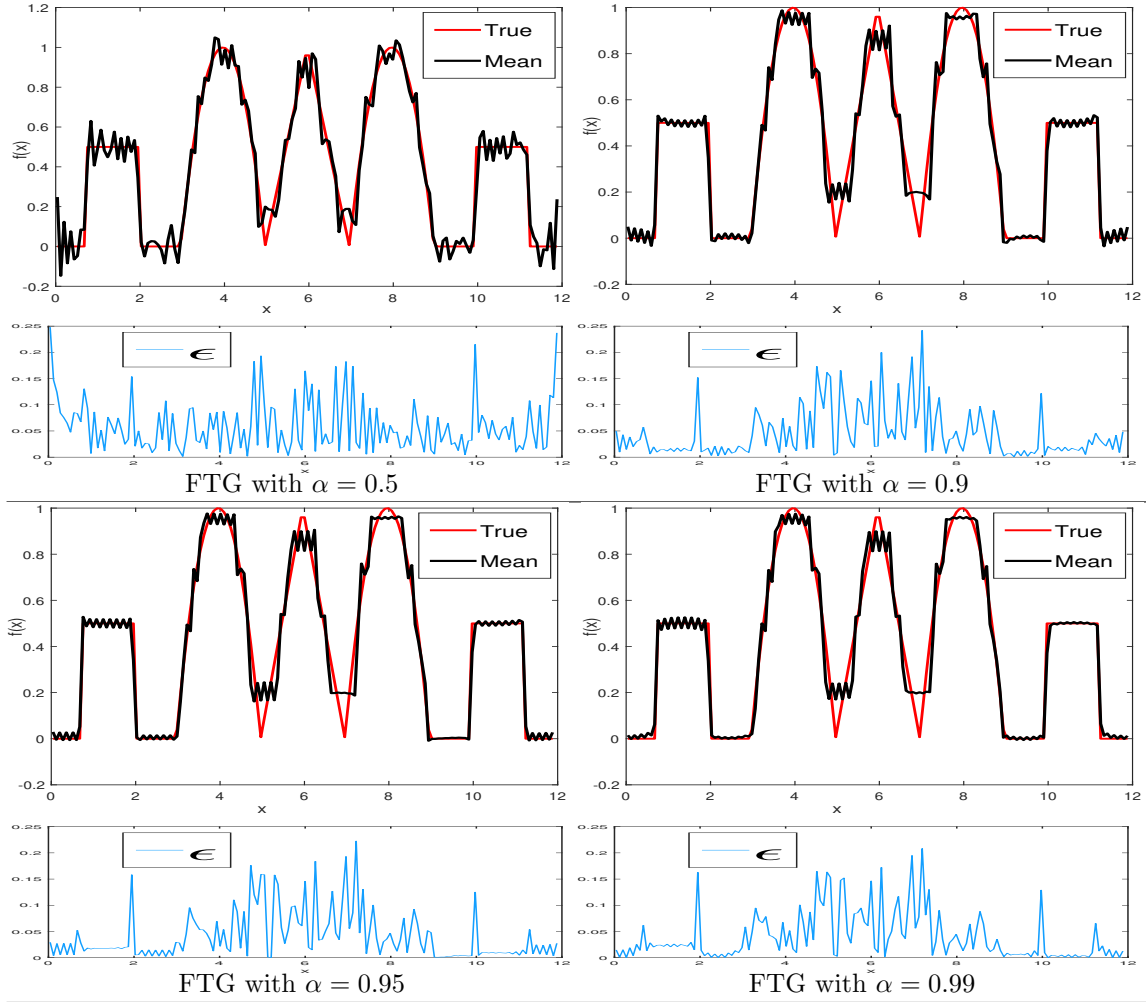 1.2
1
0.8
0.6
0.4
0.2
0
-0.2
f(x)
True
Mean
0 2 4 6 8 10 12
x
1
0.8
0.6
0.4
0.2
0
-0.2
f(x)
True
Mean
0 2 4 6 8 10 12
x
0.25
0.2
0.15
0.1
0.05
0
ϵ
0 2 4 6 8 10 12
x
FTG with α = 0.5
0.25
0.2
0.15
0.1
0.05
0
ϵ
0 2 4 6 8 10 12
x
FTG with α = 0.9
1
0.8
0.6
0.4
0.2
0
-0.2
f(x)
True
Mean
0 2 4 6 8 10 12
x
1
0.8
0.6
0.4
0.2
0
-0.2
f(x)
True
Mean
0 2 4 6 8 10 12
x
0.25
0.2
0.15
0.1
0.05
0
ϵ
0 2 4 6 8 10 12
x
FTG with α = 0.95
0.25
0.2
0.15
0.1
0.05
0
ϵ
0 2 4 6 8 10 12
x
FTG with α = 0.99